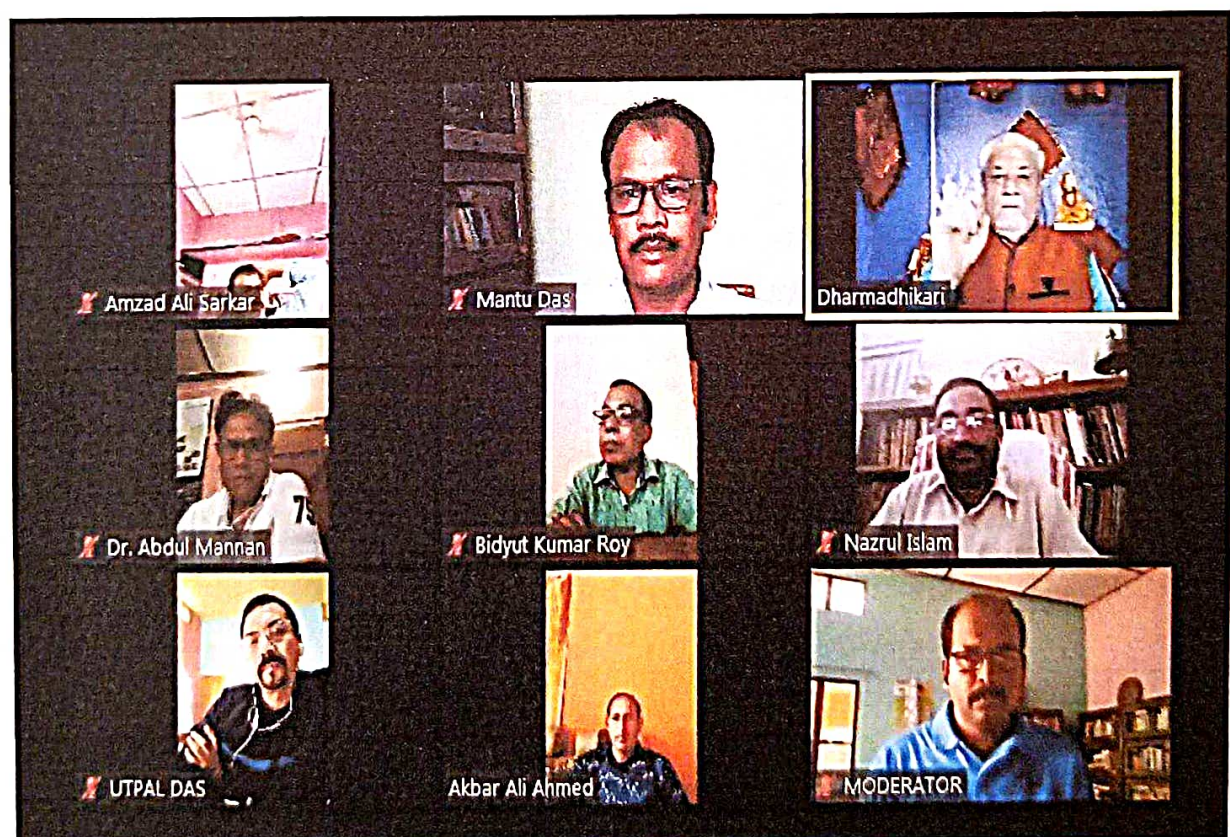 Amzad Ali Sarkar
Mantu Das
Dharmadhikari
Dr. Abdul Mannan
75
Bidyut Kumar Roy
Nazrul Islam
UTPAL DAS
Akbar Ali Ahmed
MODERATOR